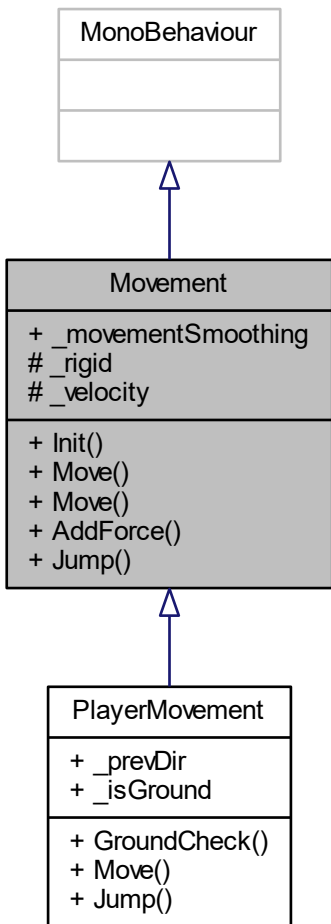 MonoBehaviour
Movement
+ _movementSmoothing
# _rigid
# _velocity
+ Init()
+ Move()
+ Move()
+ AddForce()
+ Jump()
PlayerMovement
+ _prevDir
+ _isGround
+ GroundCheck()
+ Move()
+ Jump()